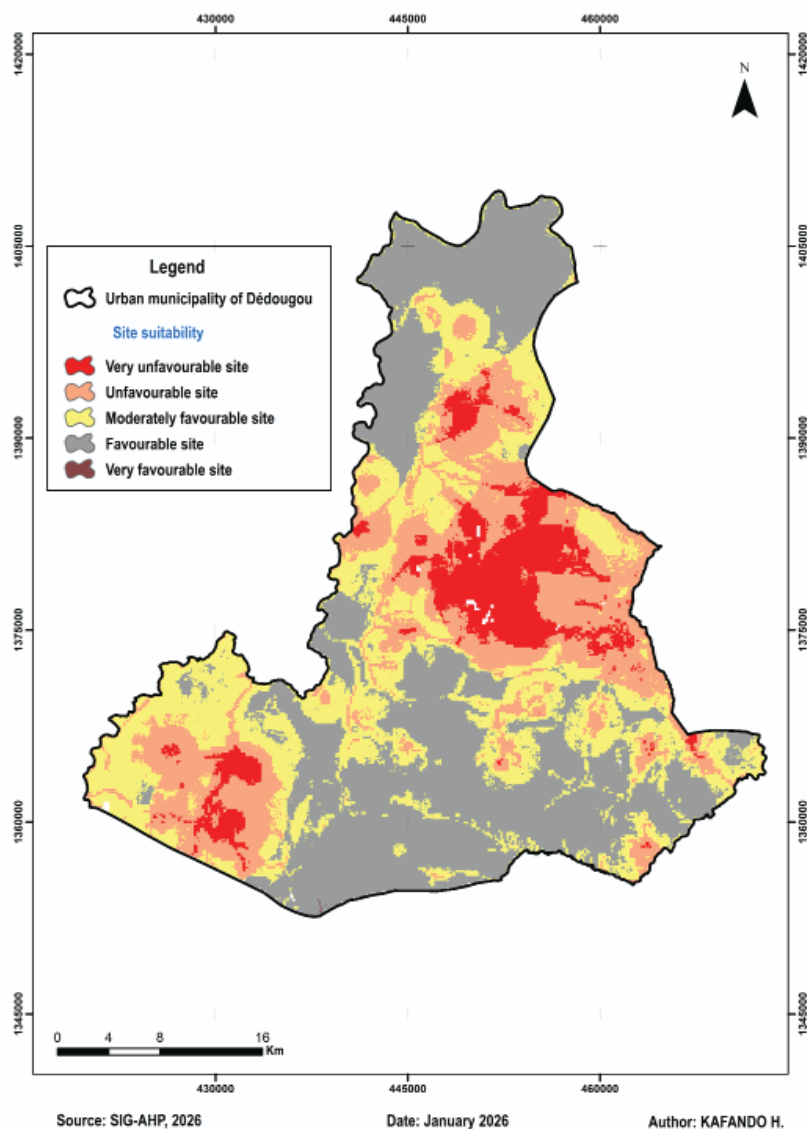 430000 445000 460000
1420000 1420000
N
1405000 1405000
Legend
Urban municipality of Dédougou
Site suitability
Very unfavourable site
Unfavourable site
Moderately favourable site
Favourable site
Very favourable site
1390000 1390000
1375000 1375000
1360000 1360000
1345000 1345000
0 4 8 16
Km
430000 445000 460000
Source: SIG-AHP, 2026 Date: January 2026 Author: KAFANDO H.